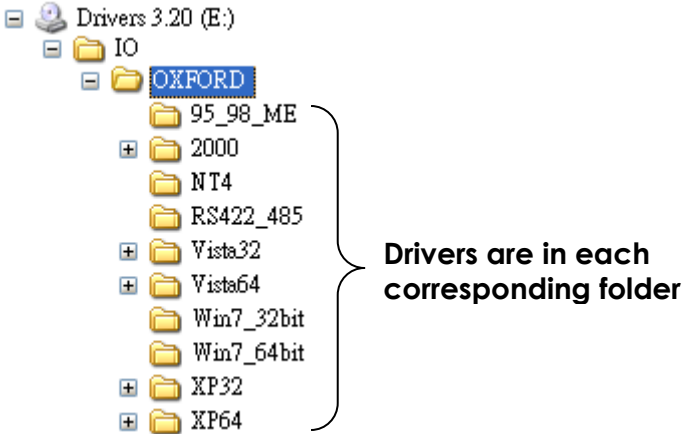 Drivers 3.20 (E:)
IO
OXFORD
95_98_ME
2000
NT4
RS422_485
Vista32
Vista64
Win7_32bit
Win7_64bit
XP32
XP64
Drivers are in each
corresponding folder